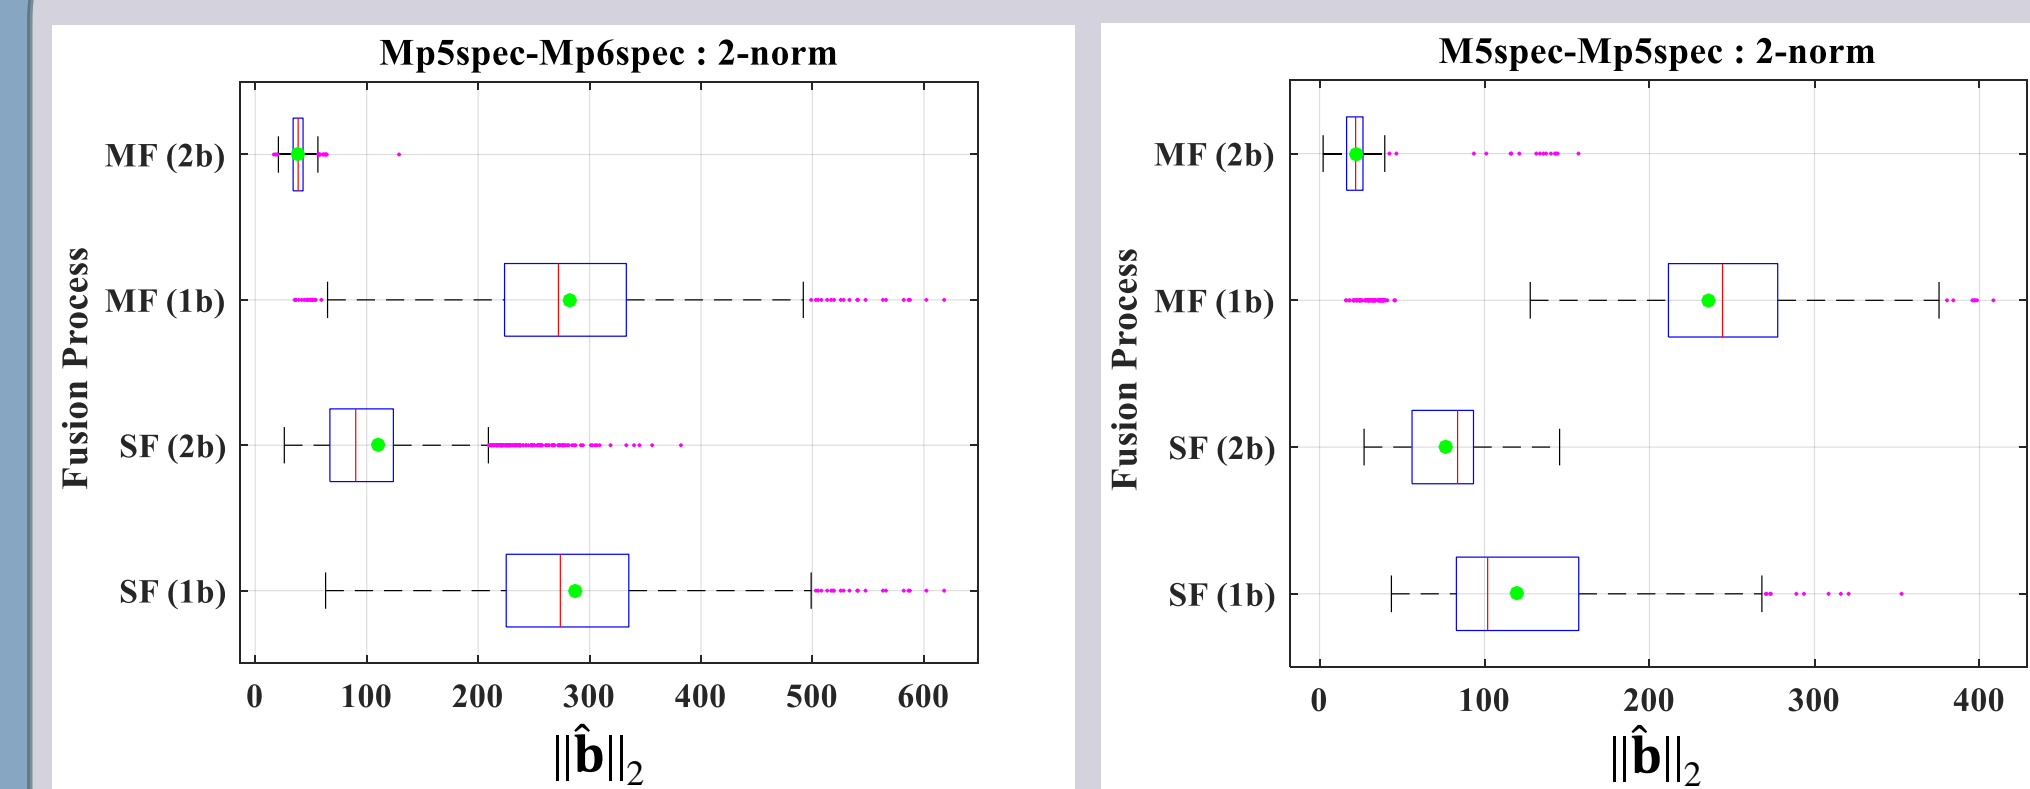 Mp5spec-Mp6spec : 2-norm
Fusion Process
MF (2b)
MF (1b)
SF (2b)
SF (1b)
0 100 200 300 400 500 600
||b̂||₂
M5spec-Mp5spec : 2-norm
Fusion Process
MF (2b)
MF (1b)
SF (2b)
SF (1b)
0 100 200 300 400
||b̂||₂